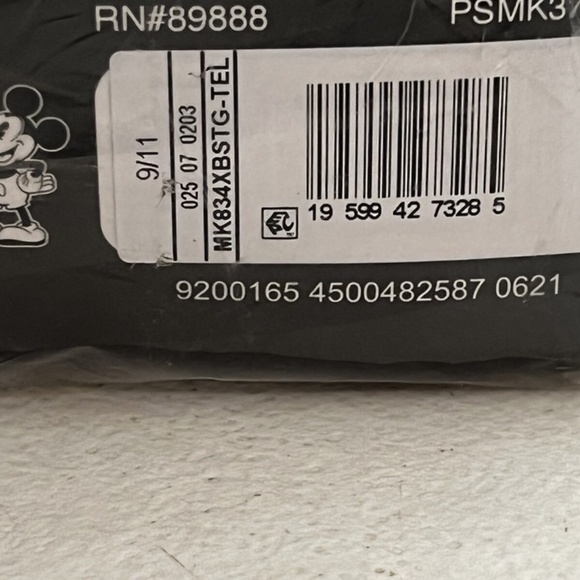 RN#89888
PSMK3
9/11
025 07 0203
MK834XBSTG-TEL
19 599 42 7328 5
9200165 4500482587 0621